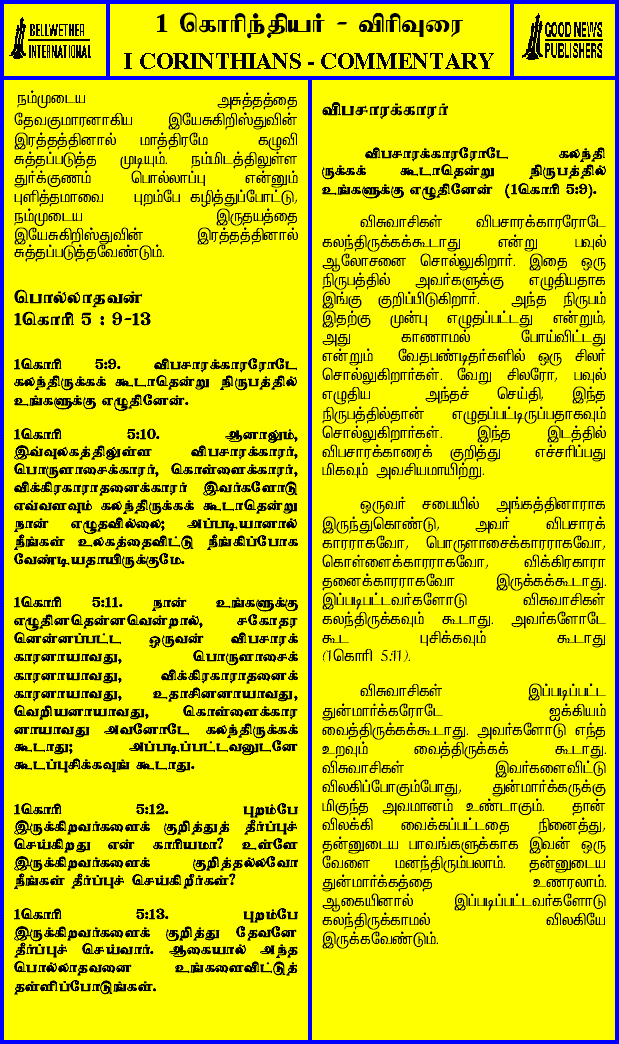 BELLWETHER
INTERNATIONAL
1 கொரிந்தியர் - விரிவுரை
I CORINTHIANS - COMMENTARY
GOOD NEWS
PUBLISHERS
நம்முடைய அசுத்தத்தை
தேவகுமாரனாகிய இயேசுகிறிஸ்துவின்
இரத்தத்தினால் மாத்திரமே கழுவி
சுத்தப்படுத்த முடியும். நம்மிடத்திலுள்ள
துர்க்குணம் பொல்லாப்பு என்னும்
புளித்தமாவை புறம்பே கழித்துப்போட்டு,
நம்முடைய இருதயத்தை
இயேசுகிறிஸ்துவின் இரத்தத்தினால்
சுத்தப்படுத்தவேண்டும்.
பொல்லாதவன்
1கொரி 5 : 9-13
1கொரி 5:9. விபசாரக்காரரோடே
கலந்திருக்கக் கூடாதென்று நிருபத்தில்
உங்களுக்கு எழுதினேன்.
1கொரி 5:10. ஆனாலும்,
இவ்வுலகத்திலுள்ள விபசாரக்காரர்,
பொருளாசைக்காரர், கொள்ளைக்காரர்,
விக்கிரகாராதனைக்காரர் இவர்களோடு
எவ்வளவும் கலந்திருக்கக் கூடாதென்று
நான் எழுதவில்லை; அப்படியானால்
நீங்கள் உலகத்தைவிட்டு நீங்கிப்போக
வேண்டியதாயிருக்குமே.
1கொரி 5:11. நான் உங்களுக்கு
எழுதினதென்னவென்றால், சகோதர
னென்னப்பட்ட ஒருவன் விபசாரக்
காரனாயாவது, பொருளாசைக்
காரனாயாவது, விக்கிரகாராதனைக்
காரனாயாவது, உதாசினனாயாவது,
வெறியனாயாவது, கொள்ளைக்கார
னாயாவது அவனோடே கலந்திருக்கக்
கூடாது; அப்படிப்பட்டவனுடனே
கூடப்புசிக்கவுங் கூடாது.
1கொரி 5:12. புறம்பே
இருக்கிறவர்களைக் குறித்துத் தீர்ப்புச்
செய்கிறது என் காரியமா? உள்ளே
இருக்கிறவர்களைக் குறித்தல்லவோ
நீங்கள் தீர்ப்புச் செய்கிறீர்கள்?
1கொரி 5:13. புறம்பே
இருக்கிறவர்களைக் குறித்து தேவனே
தீர்ப்புச் செய்வார். ஆகையால் அந்த
பொல்லாதவனை உங்களைவிட்டுத்
தள்ளிப்போடுங்கள்.
விபசாரக்காரர்
விபசாரக்காரரோடே கலந்தி
ருக்கக் கூடாதென்று நிருபத்தில்
உங்களுக்கு எழுதினேன் (1கொரி 5:9).
விசுவாசிகள் விபசாரக்காரரோடே
கலந்திருக்கக்கூடாது என்று பவுல்
ஆலோசனை சொல்லுகிறார். இதை ஒரு
நிருபத்தில் அவர்களுக்கு எழுதியதாக
இங்கு குறிப்பிடுகிறார். அந்த நிருபம்
இதற்கு முன்பு எழுதப்பட்டது என்றும்,
அது காணாமல் போய்விட்டது
என்றும் வேதபண்டிதர்களில் ஒரு சிலர்
சொல்லுகிறார்கள். வேறு சிலரோ, பவுல்
எழுதிய அந்தச் செய்தி, இந்த
நிருபத்தில்தான் எழுதப்பட்டிருப்பதாகவும்
சொல்லுகிறார்கள். இந்த இடத்தில்
விபசாரக்காரைக் குறித்து எச்சரிப்பது
மிகவும் அவசியமாயிற்று.
ஒருவர் சபையில் அங்கத்தினராக
இருந்துகொண்டு, அவர் விபசாரக்
காரராகவோ, பொருளாசைக்காரராகவோ,
கொள்ளைக்காரராகவோ, விக்கிரகாரா
தனைக்காரராகவோ இருக்கக்கூடாது.
இப்படிபட்டவர்களோடு விசுவாசிகள்
கலந்திருக்கவும் கூடாது. அவர்களோடே
கூட புசிக்கவும் கூடாது
(1கொரி 5:11).
விசுவாசிகள் இப்படிப்பட்ட
துன்மார்க்கரோடே ஐக்கியம்
வைத்திருக்கக்கூடாது. அவர்களோடு எந்த
உறவும் வைத்திருக்கக் கூடாது.
விசுவாசிகள் இவர்களைவிட்டு
விலகிப்போகும்போது, துன்மார்க்கருக்கு
மிகுந்த அவமானம் உண்டாகும். தான்
விலக்கி வைக்கப்பட்டதை நினைத்து,
தன்னுடைய பாவங்களுக்காக இவன் ஒரு
வேளை மனந்திரும்பலாம். தன்னுடைய
துன்மார்க்கத்தை உணரலாம்.
ஆகையினால் இப்படிப்பட்டவர்களோடு
கலந்திருக்காமல் விலகியே
இருக்கவேண்டும்.